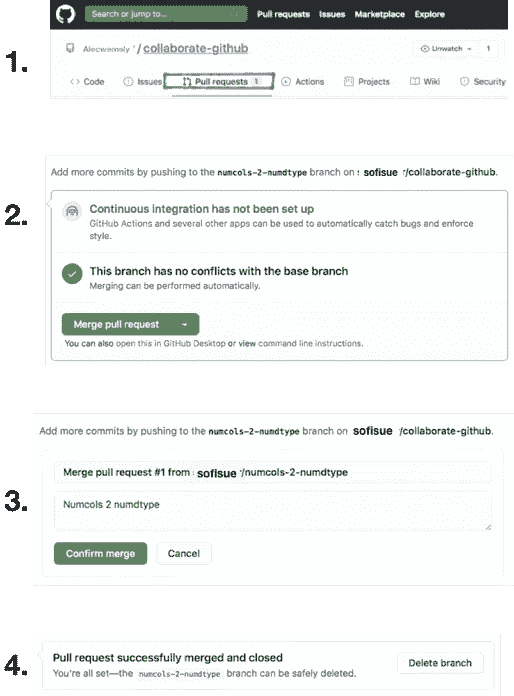 Search or jump to...
Pull requests Issues Marketplace Explore
1.
/collaborate-github
Unwatch 1
Code Issues Pull requests 1 Actions Projects Wiki Security
2.
Add more commits by pushing to the numcols-2-numdtype branch on sofisue /collaborate-github.
Continuous integration has not been set up
GitHub Actions and several other apps can be used to automatically catch bugs and enforce
style.
This branch has no conflicts with the base branch
Merging can be performed automatically.
Merge pull request
You can also open this in GitHub Desktop or view command line instructions.
3.
Add more commits by pushing to the numcols-2-numdtype branch on sofisue /collaborate-github.
Merge pull request #1 from sofisue /numcols-2-numdtype
Numcols 2 numdtype
Confirm merge Cancel
4.
Pull request successfully merged and closed
You're all set—the numcols-2-numdtype branch can be safely deleted.
Delete branch